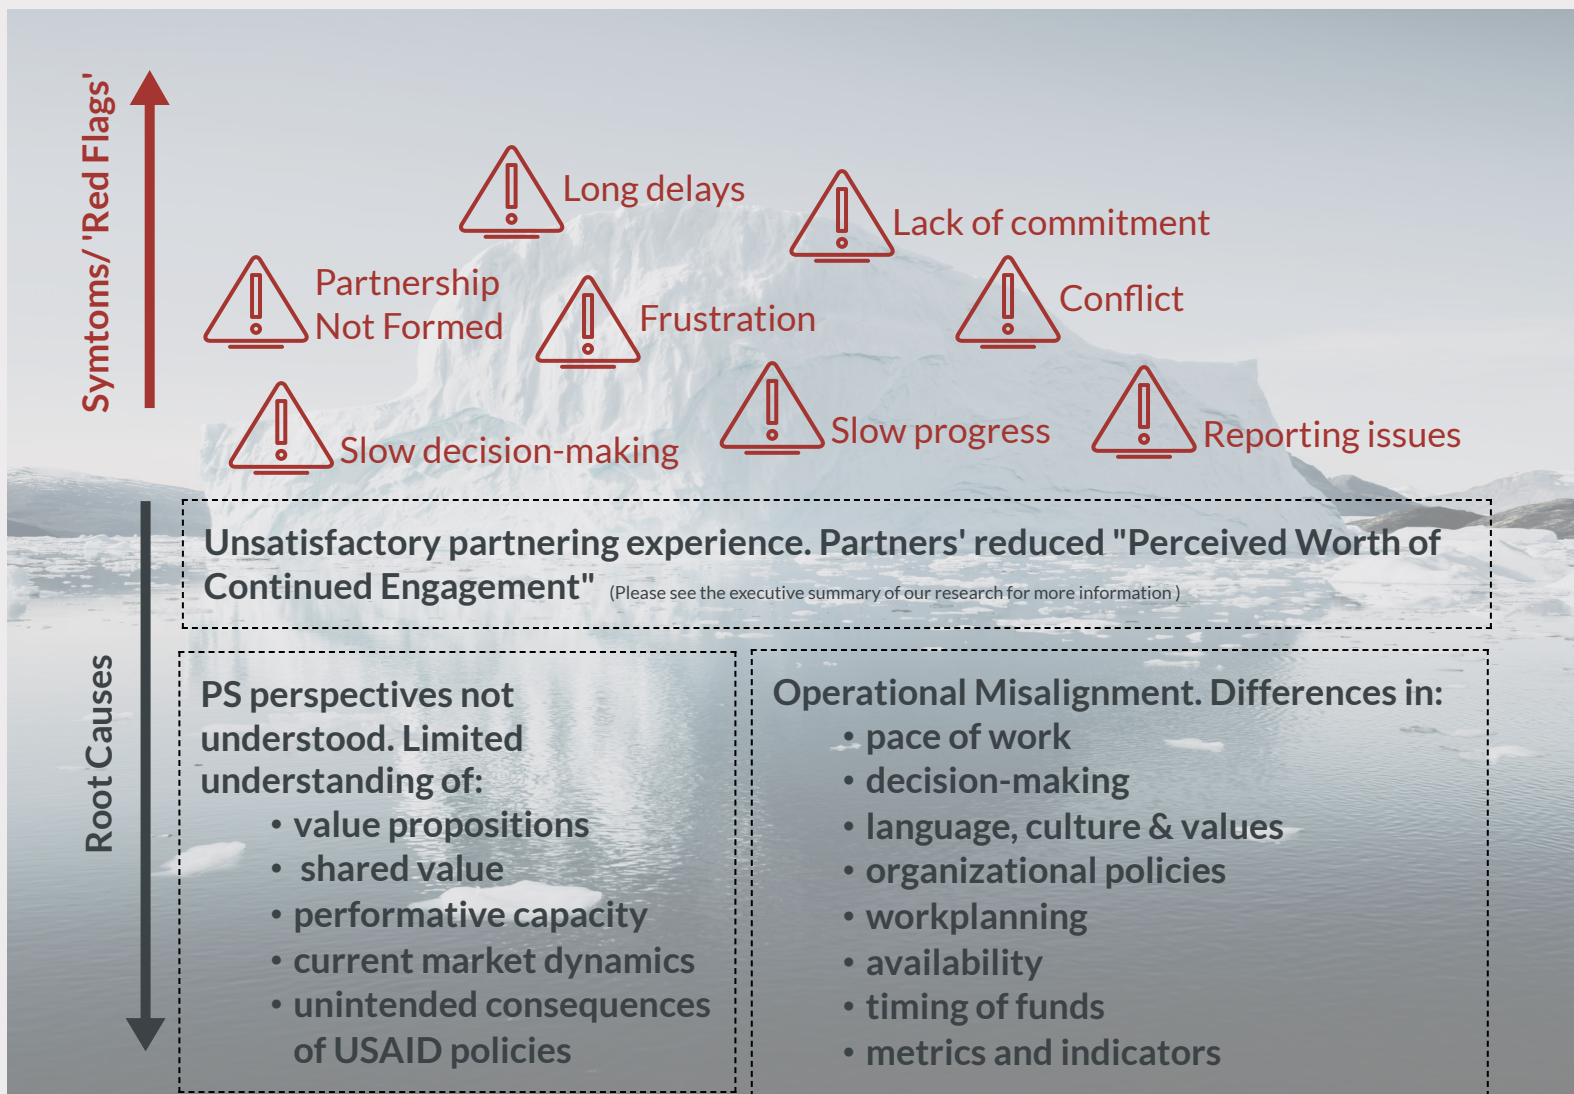 Symtoms/ 'Red Flags'
Long delays
Lack of commitment
Partnership
Not Formed
Frustration
Conflict
Slow decision-making
Slow progress
Reporting issues
Root Causes
Unsatisfactory partnering experience. Partners' reduced "Perceived Worth of
Continued Engagement" (Please see the executive summary of our research for more information )
PS perspectives not
understood. Limited
understanding of:
• value propositions
• shared value
• performative capacity
• current market dynamics
• unintended consequences
of USAID policies
Operational Misalignment. Differences in:
• pace of work
• decision-making
• language, culture & values
• organizational policies
• workplanning
• availability
• timing of funds
• metrics and indicators